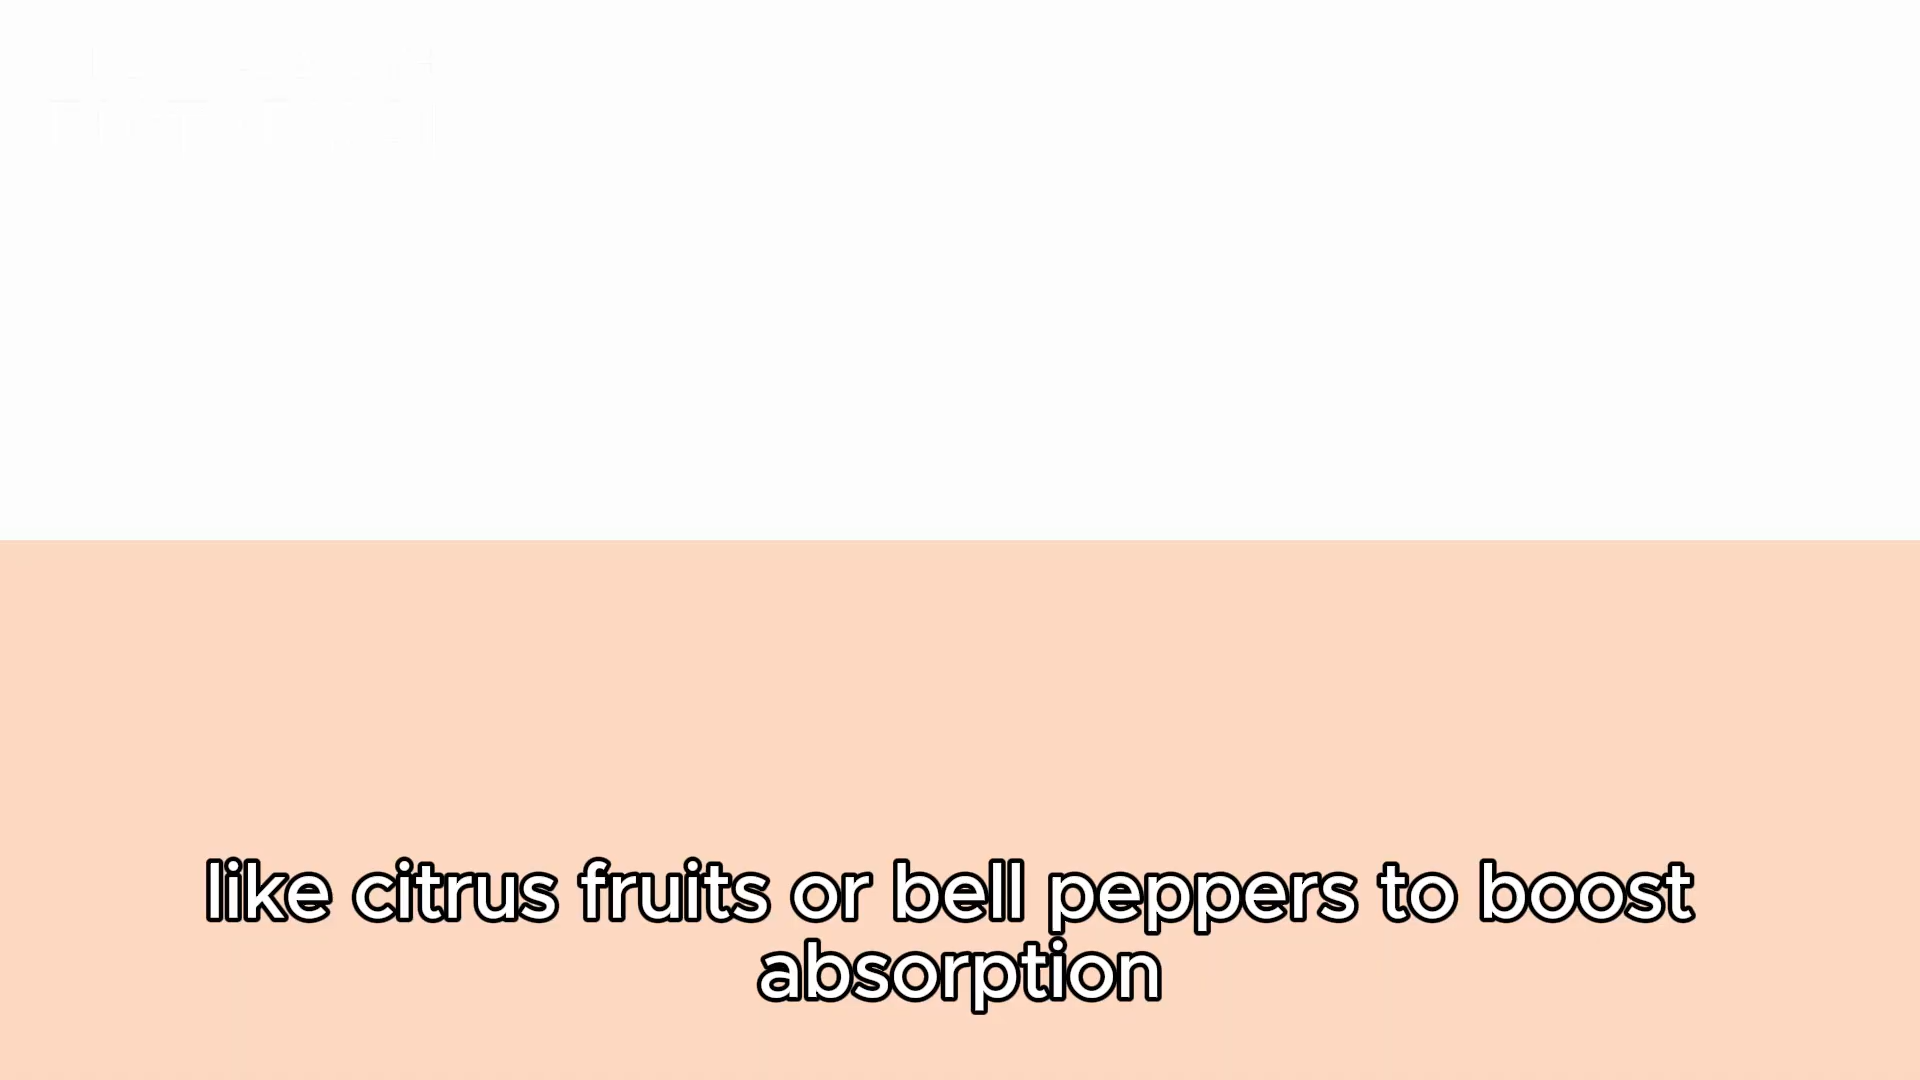 like citrus fruits or bell peppers to boost
absorption